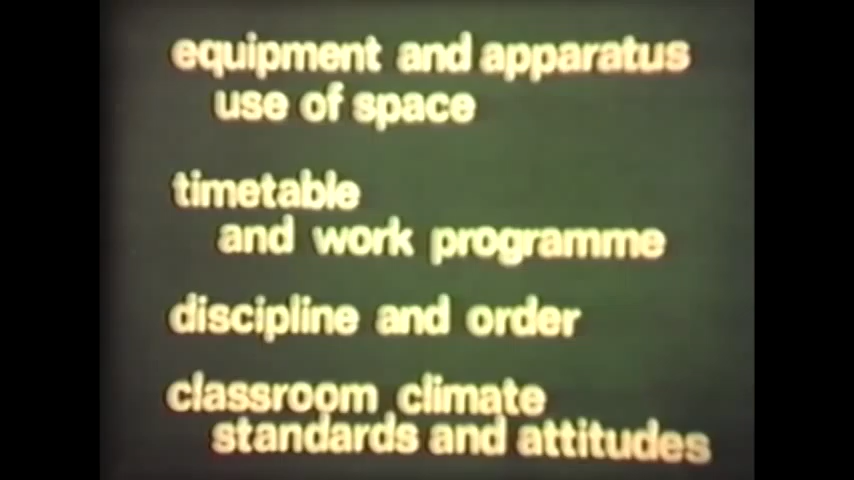 equipment and apparatus
use of space
timetable
and work programme
discipline and order
classroom climate
standards and attitudes